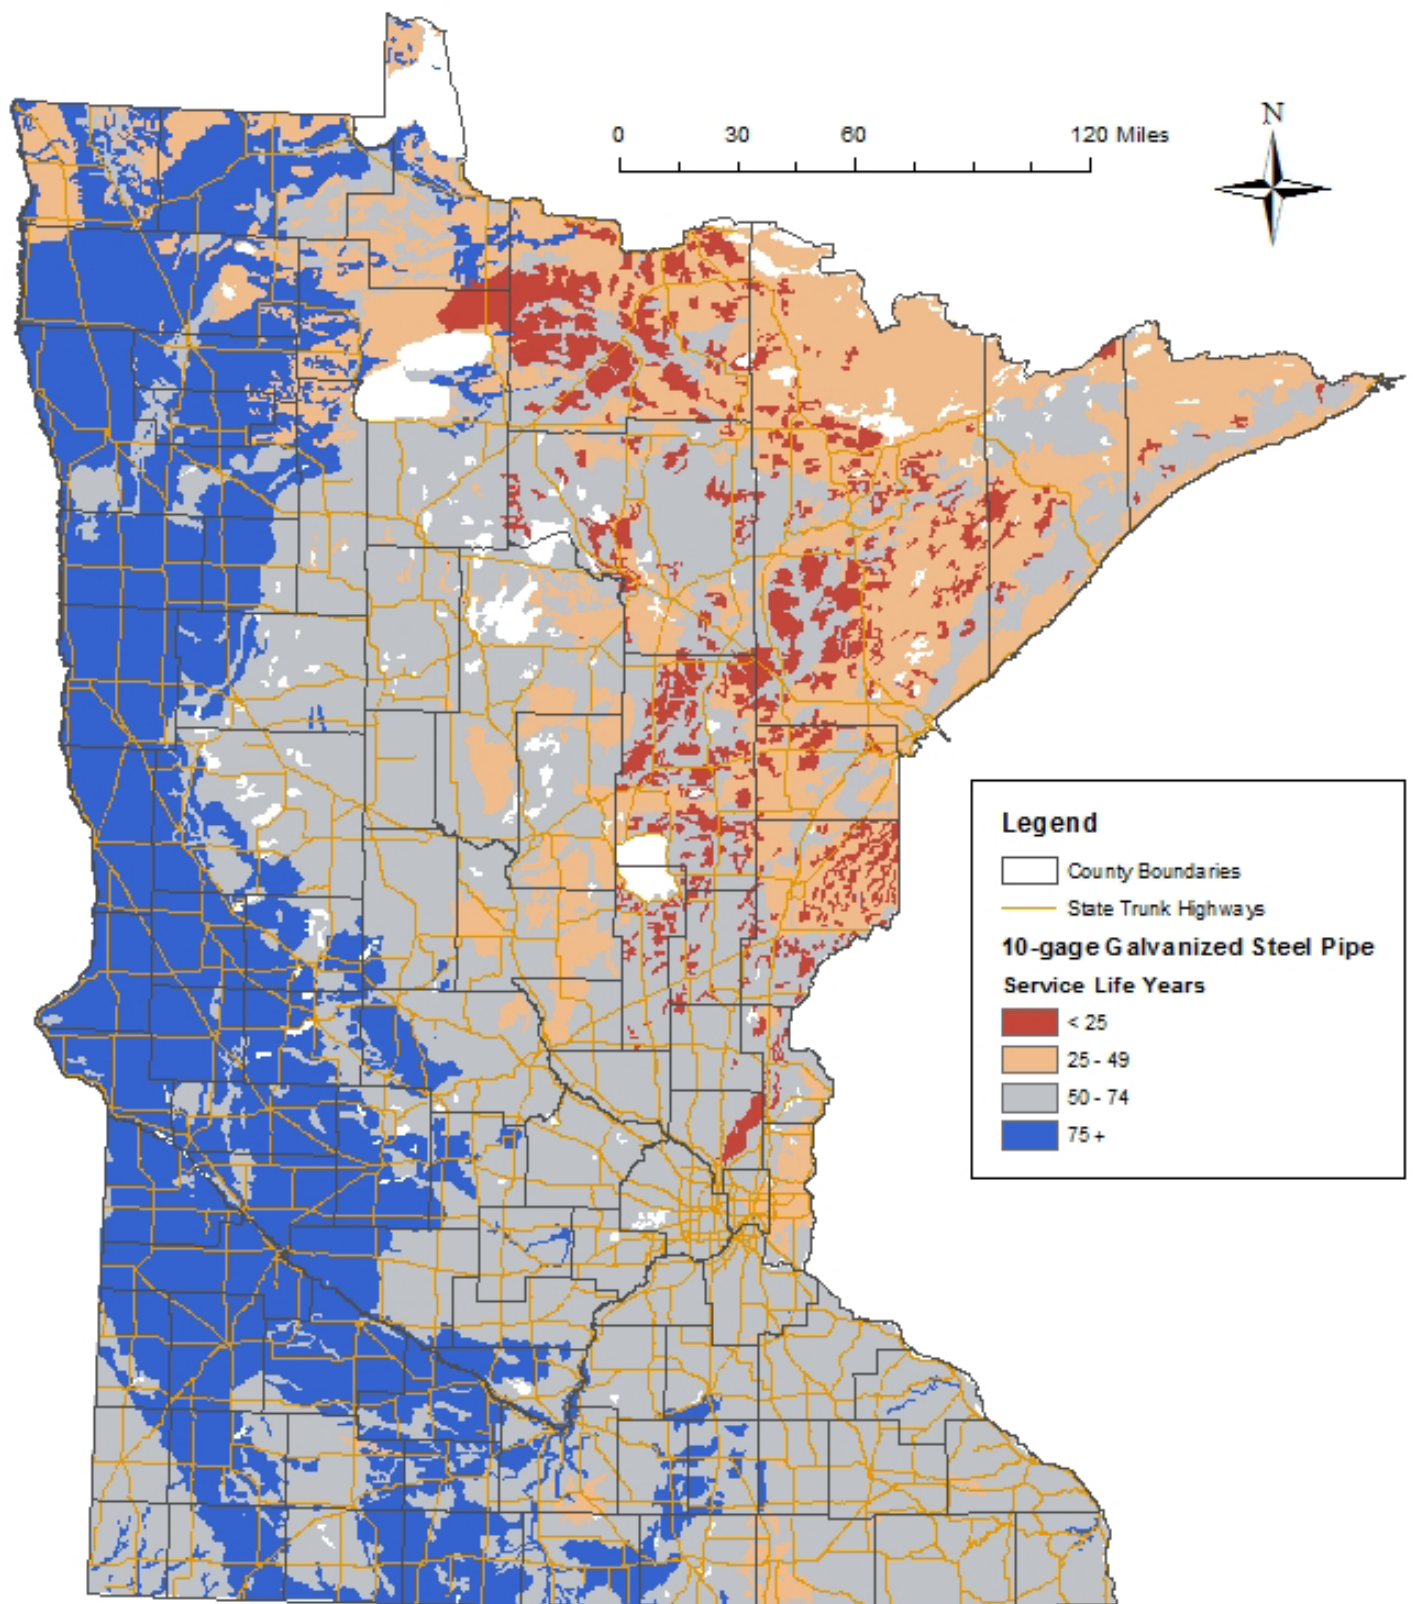 N
0 30 60 120 Miles
Legend
County Boundaries
State Trunk Highways
10-gage Galvanized Steel Pipe
Service Life Years
< 25
25 - 49
50 - 74
75 +